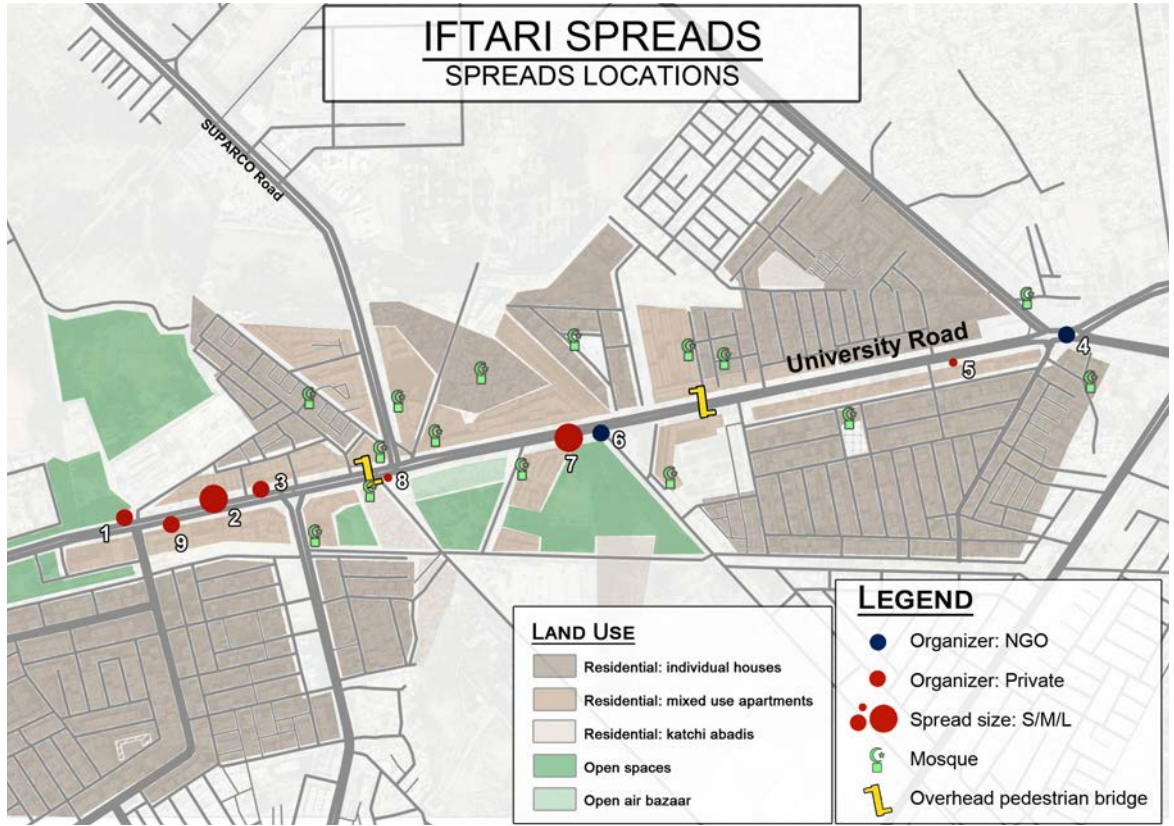 IFTARI SPREADS
SPREADS LOCATIONS
SUPARCO Road
University Road
4
5
6
7
8
3
2
1
9
LAND USE
Residential: individual houses
Residential: mixed use apartments
Residential: katchi abadis
Open spaces
Open air bazaar
LEGEND
Organizer: NGO
Organizer: Private
Spread size: S/M/L
Mosque
Overhead pedestrian bridge